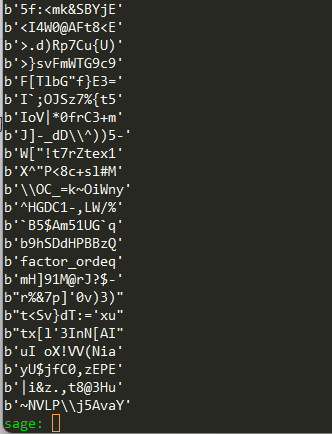 b'5f:<mk&SBYjE'
b'<I4W0@AFt8<E'
b'>.d)Rp7Cu{U)'
b'>}svFmWTG9c9'
b'F[TlbG"f}E3='
b'I`;OJSz7%{t5'
b'IoV|*0frC3+m'
b'J]-_dD\\^))5-'
b'W["!t7rZtex1'
b'X^"P<8c+sl#M'
b'\\OC_=k~OiWny'
b'^HGDC1-,LW/%'
b'`B5$Am51UG`q'
b'b9hSDdHPBBzQ'
b'factor_ordeq'
b'mH]91M@rJ?$-'
b"r%&7p]'0v)3)"
b"t<Sv}dT:='xu"
b"tx[l'3InN[AI"
b'uI oX!VV(Nia'
b'yU$jfC0,zEPE'
b'|i&z.,t8@3Hu'
b'~NVLP\\j5AvaY'
sage: